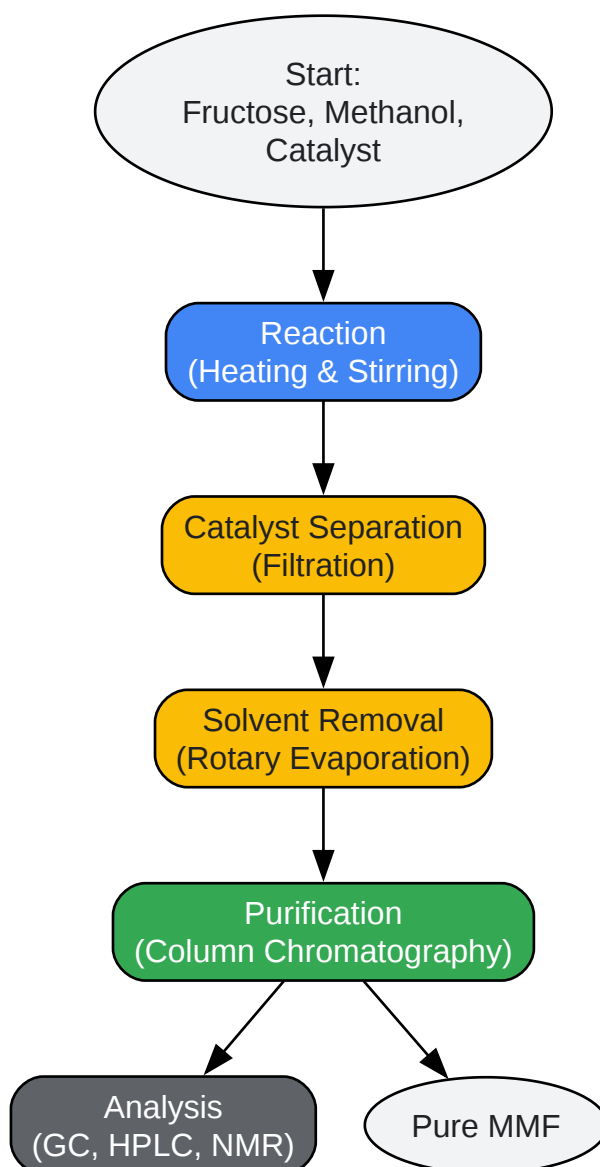 Start:
Fructose, Methanol,
Catalyst
Reaction
(Heating & Stirring)
Catalyst Separation
(Filtration)
Solvent Removal
(Rotary Evaporation)
Purification
(Column Chromatography)
Analysis
(GC, HPLC, NMR)
Pure MMF